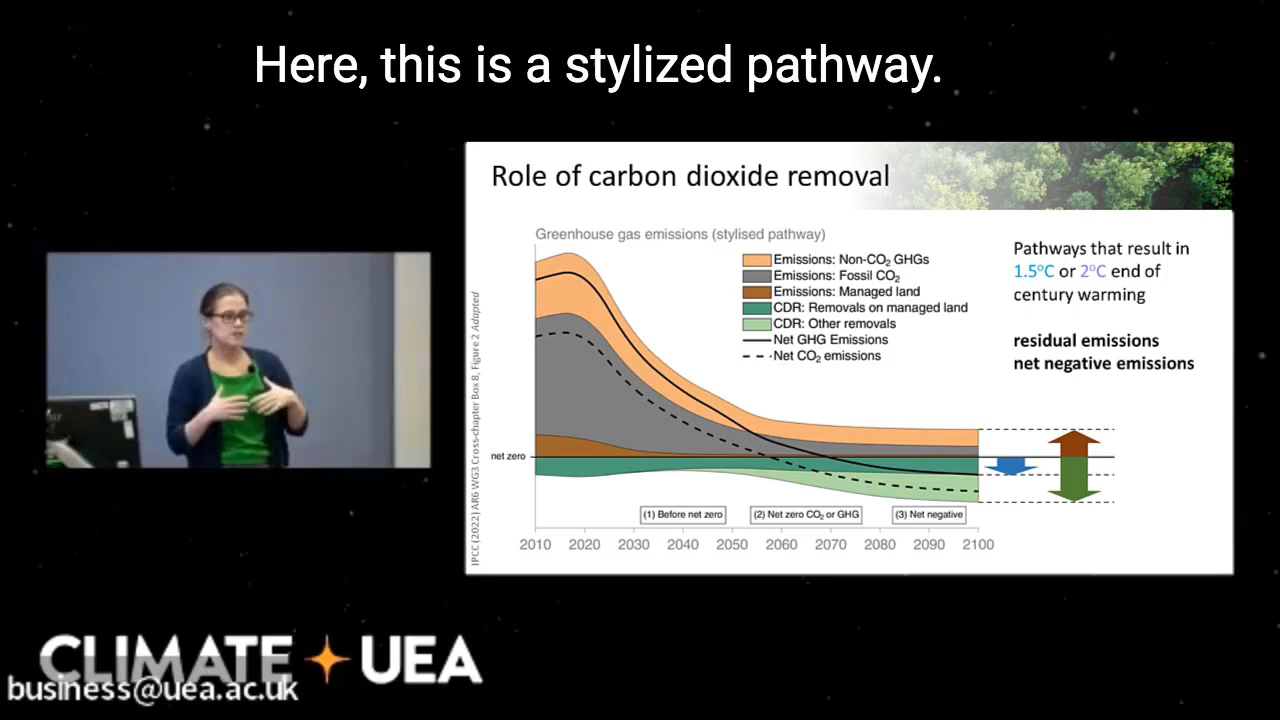 Here, this is a stylized pathway.
Role of carbon dioxide removal
Greenhouse gas emissions (stylised pathway)
Emissions: Non-CO₂ GHGs
Emissions: Fossil CO₂
Emissions: Managed land
CDR: Removals on managed land
CDR: Other removals
Net GHG Emissions
Net CO₂ emissions
Pathways that result in
1.5°C or 2°C end of
century warming
residual emissions
net negative emissions
IPCC (2022) AR6 WG3 Cross-chapter Box 8, Figure 2 Adapted
net zero
(1) Before net zero
(2) Net zero CO₂ or GHG
(3) Net negative
2010 2020 2030 2040 2050 2060 2070 2080 2090 2100
CLIMATE UEA
business@uea.ac.uk